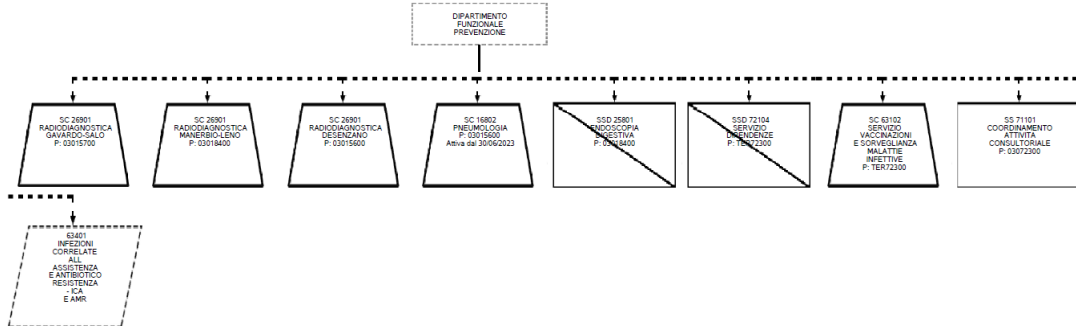 DIPARTIMENTO
FUNZIONALE
PREVENZIONE
SC 26901
RADIODIAGNOSTICA
GAVARDO-SALO
P: 03015700
SC 26901
RADIODIAGNOSTICA
MANERBIO-LENO
P: 03018400
SC 26901
RADIODIAGNOSTICA
DESENZANO
P: 03015600
SC 16802
PNEUMOLOGIA
P: 03015600
Attiva dal 30/06/2023
SSD 25801
ENDOSCOPIA
DIGESTIVA
P: 03018400
SSD 72104
SERVIZIO
DIPENDENZE
P: TER72300
SC 63102
SERVIZIO
VACCINAZIONI
E SORVEGLIANZA
MALATTIE
INFETTIVE
P: TER72300
SS 71101
COORDINAMENTO
ATTIVITÀ
CONSULTORIALE
P: 03072300
63401
INFEZIONI
CORRELATE
ALL
ASSISTENZA
E ANTIBIOTICO
RESISTENZA
- ICA
E AMR